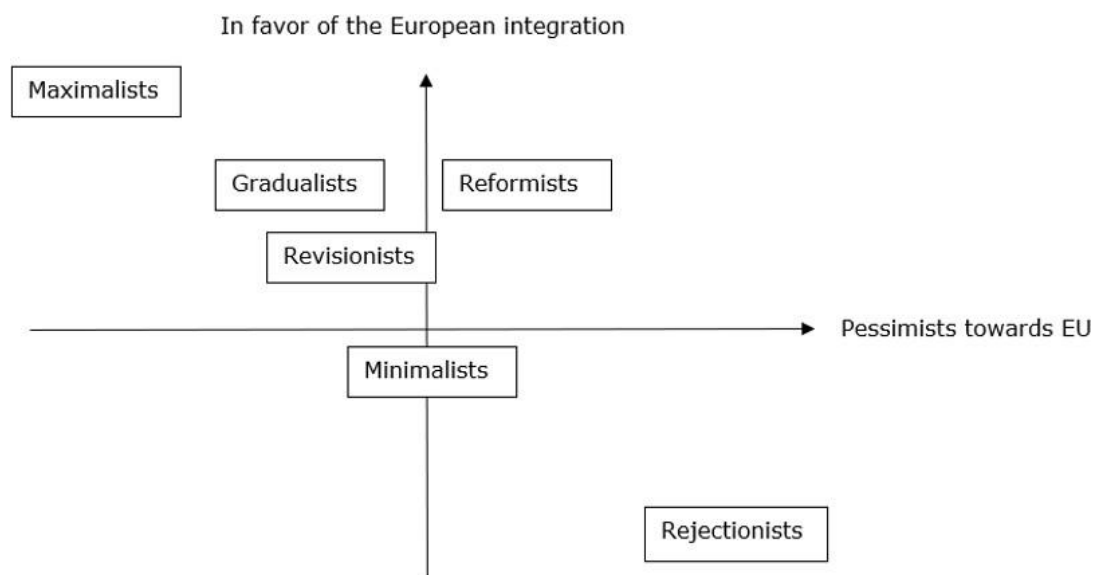 In favor of the European integration
Maximalists
Gradualists
Reformists
Revisionists
Pessimists towards EU
Minimalists
Rejectionists